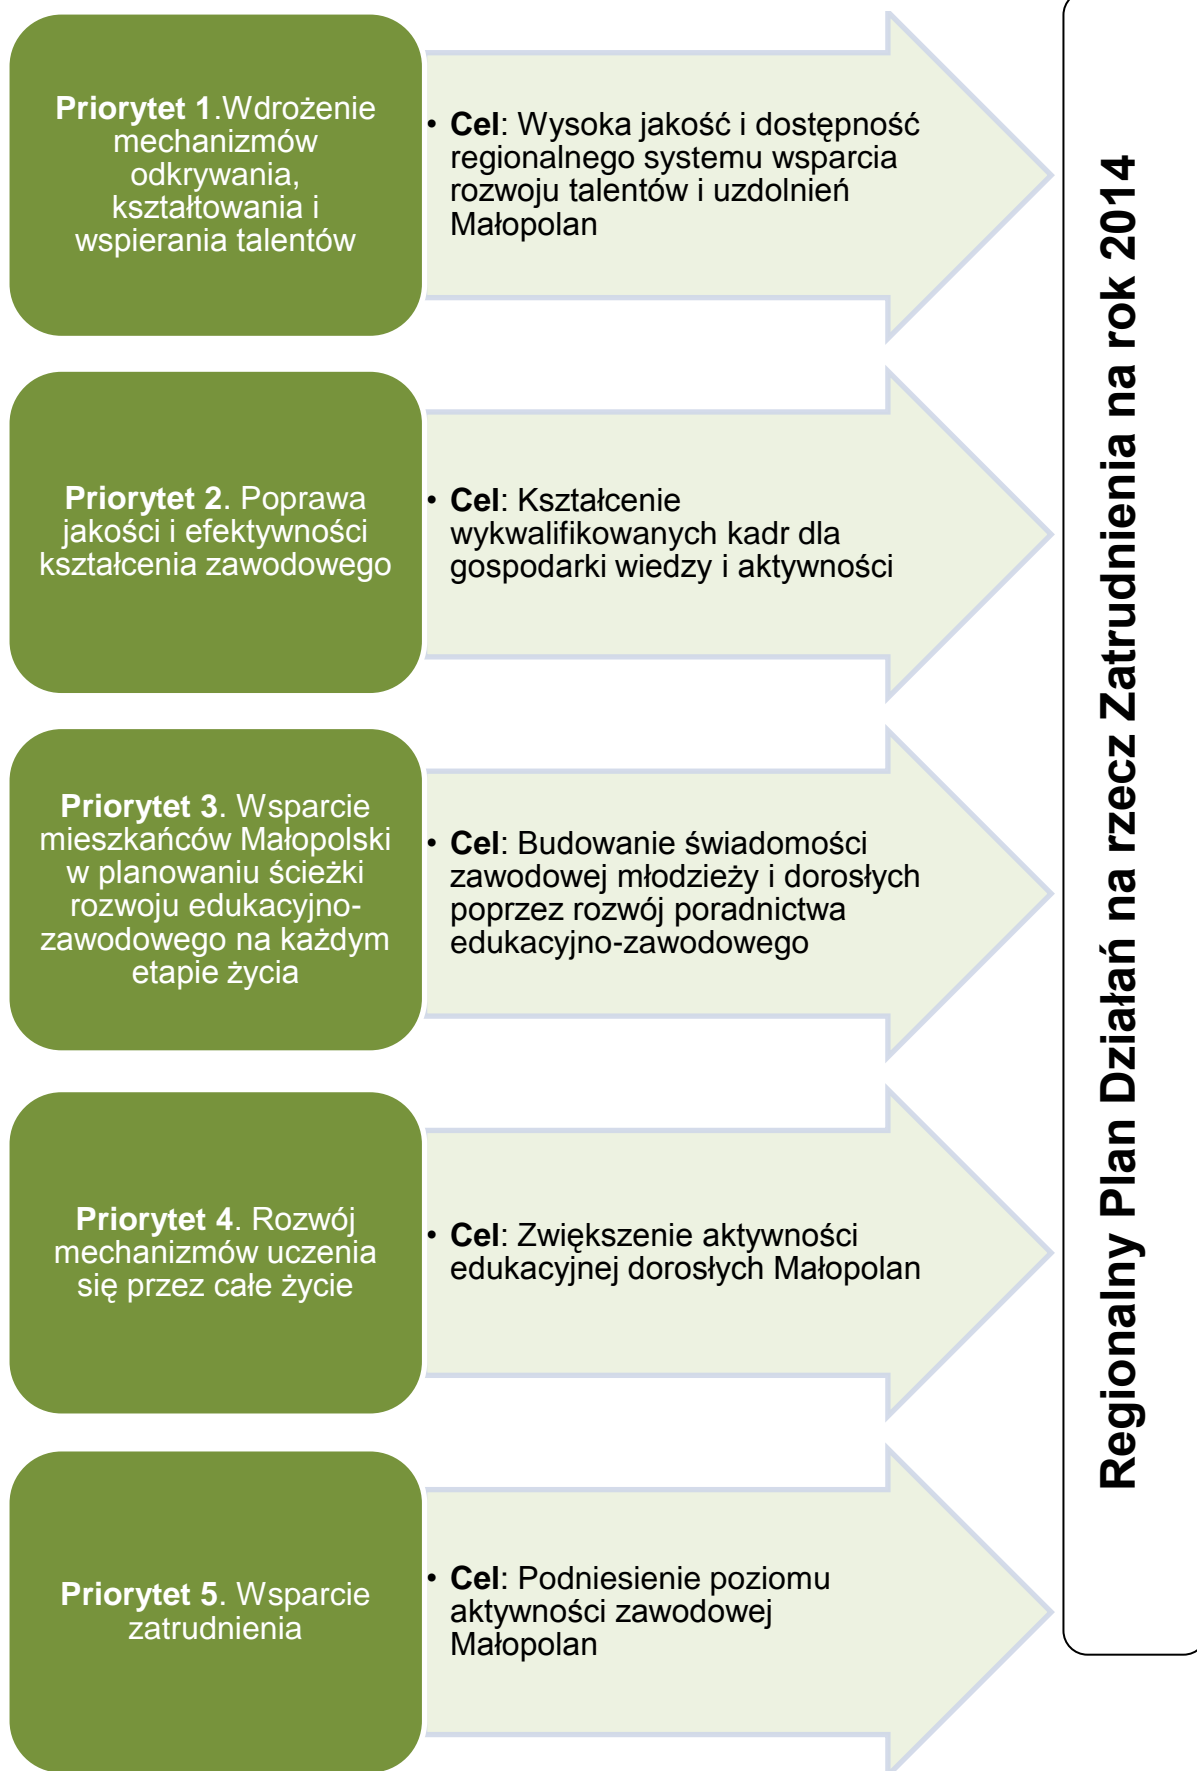 Priorytet 1.Wdrożenie
mechanizmów
odkrywania,
kształtowania i
wspierania talentów
• Cel: Wysoka jakość i dostępność
regionalnego systemu wsparcia
rozwoju talentów i uzdolnień
Małopolan
Priorytet 2. Poprawa
jakości i efektywności
kształcenia zawodowego
• Cel: Kształcenie
wykwalifikowanych kadr dla
gospodarki wiedzy i aktywności
Priorytet 3. Wsparcie
mieszkańców Małopolski
w planowaniu ścieżki
rozwoju edukacyjno-
zawodowego na każdym
etapie życia
• Cel: Budowanie świadomości
zawodowej młodzieży i dorosłych
poprzez rozwój poradnictwa
edukacyjno-zawodowego
Priorytet 4. Rozwój
mechanizmów uczenia
się przez całe życie
• Cel: Zwiększenie aktywności
edukacyjnej dorosłych Małopolan
Priorytet 5. Wsparcie
zatrudnienia
• Cel: Podniesienie poziomu
aktywności zawodowej
Małopolan
Regionalny Plan Działań na rzecz Zatrudnienia na rok 2014